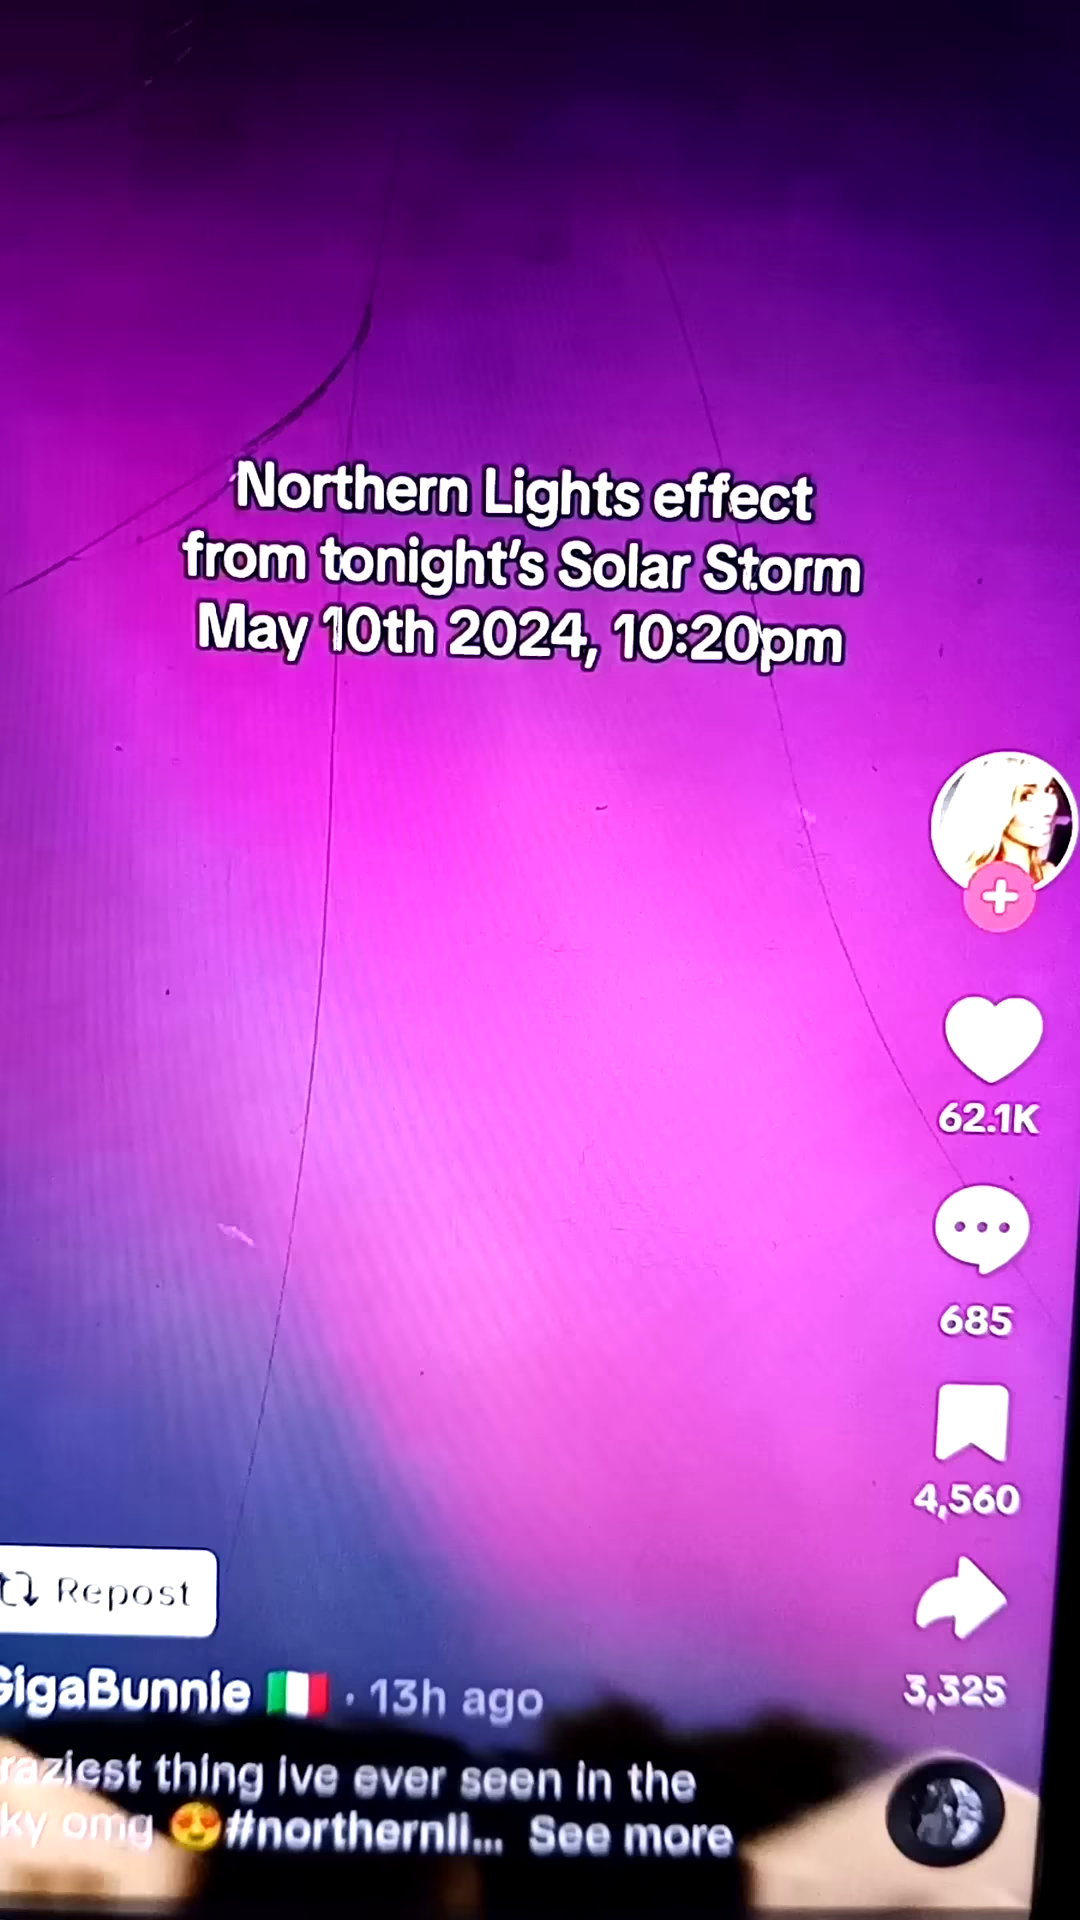 Northern Lights effect
from tonight's Solar Storm
May 10th 2024, 10:20pm
62.1K
685
4,560
3,325
Repost
GigaBunnie 🇮🇹 · 13h ago
raziest thing ive ever seen in the
ky omg 😍#northernli... See more